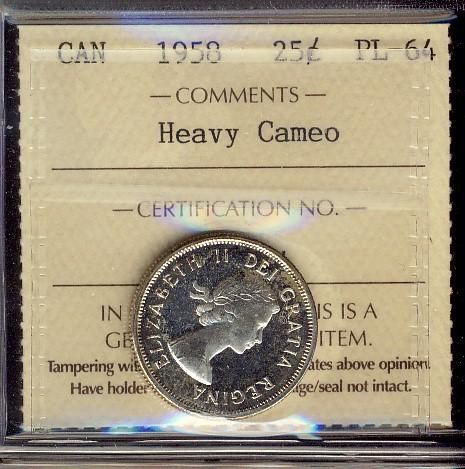 CAN 1958 25¢ PL-64
— COMMENTS —
Heavy Cameo
— CERTIFICATION NO. —
IN IS IS A
GE ITEM.
Tampering wi ates above opinion.
Have holder ge/seal not intact.
ELIZABETH II DEI GRATIA REGINA